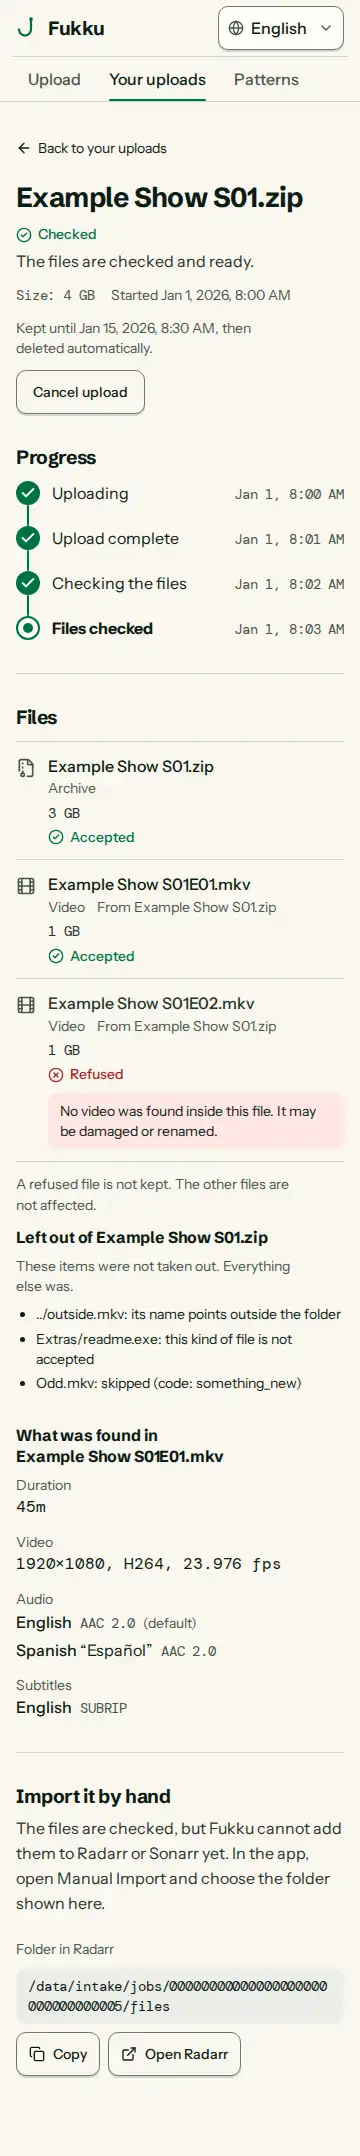 Fukku
English
Upload
Your uploads
Patterns
Back to your uploads
Example Show S01.zip
Checked
The files are checked and ready.
Size: 4 GB Started Jan 1, 2026, 8:00 AM
Kept until Jan 15, 2026, 8:30 AM, then
deleted automatically.
Cancel upload
Progress
Uploading Jan 1, 8:00 AM
Upload complete Jan 1, 8:01 AM
Checking the files Jan 1, 8:02 AM
Files checked Jan 1, 8:03 AM
Files
Example Show S01.zip
Archive
3 GB
Accepted
Example Show S01E01.mkv
Video From Example Show S01.zip
1 GB
Accepted
Example Show S01E02.mkv
Video From Example Show S01.zip
1 GB
Refused
No video was found inside this file. It may
be damaged or renamed.
A refused file is not kept. The other files are
not affected.
Left out of Example Show S01.zip
These items were not taken out. Everything
else was.
../outside.mkv: its name points outside the folder
Extras/readme.exe: this kind of file is not
accepted
Odd.mkv: skipped (code: something_new)
What was found in
Example Show S01E01.mkv
Duration
45m
Video
1920×1080, H264, 23.976 fps
Audio
English AAC 2.0 (default)
Spanish “Español” AAC 2.0
Subtitles
English SUBRIP
Import it by hand
The files are checked, but Fukku cannot add
them to Radarr or Sonarr yet. In the app,
open Manual Import and choose the folder
shown here.
Folder in Radarr
/data/intake/jobs/00000000000000000000
000000000005/files
Copy
Open Radarr